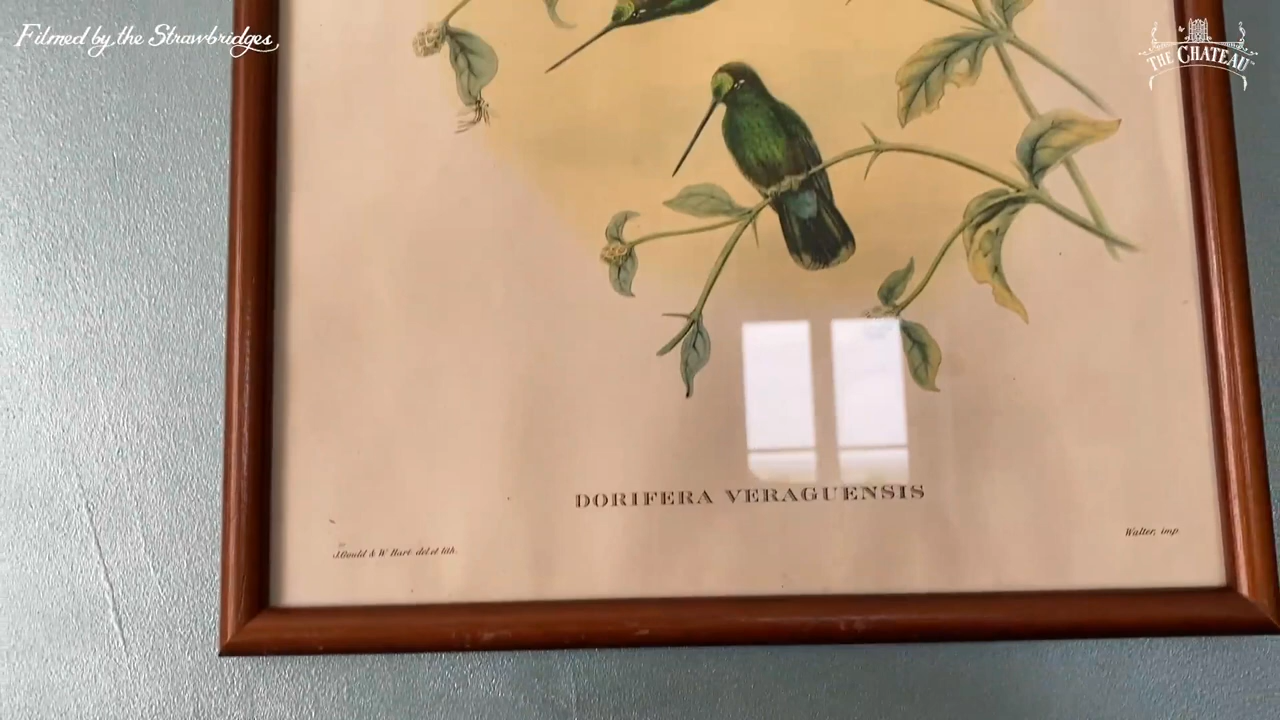 Filmed by the Strawbridges
THE CHATEAU
DORIFERA VERAGUENSIS
J. Gould & W Hart del et lith.
Walter, imp